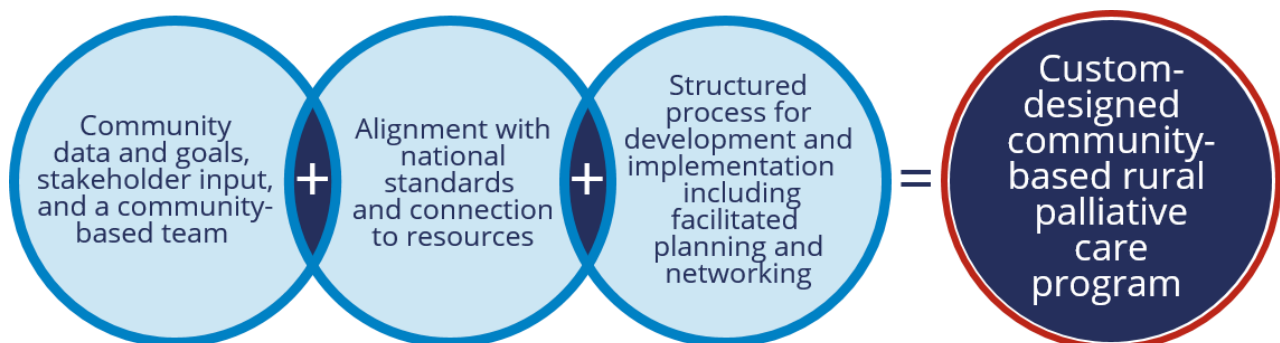 Community
data and goals,
stakeholder input,
and a community-
based team
+
Alignment with
national
standards
and connection
to resources
+
Structured
process for
development and
implementation
including
facilitated
planning and
networking
=
Custom-
designed
community-
based rural
palliative
care
program